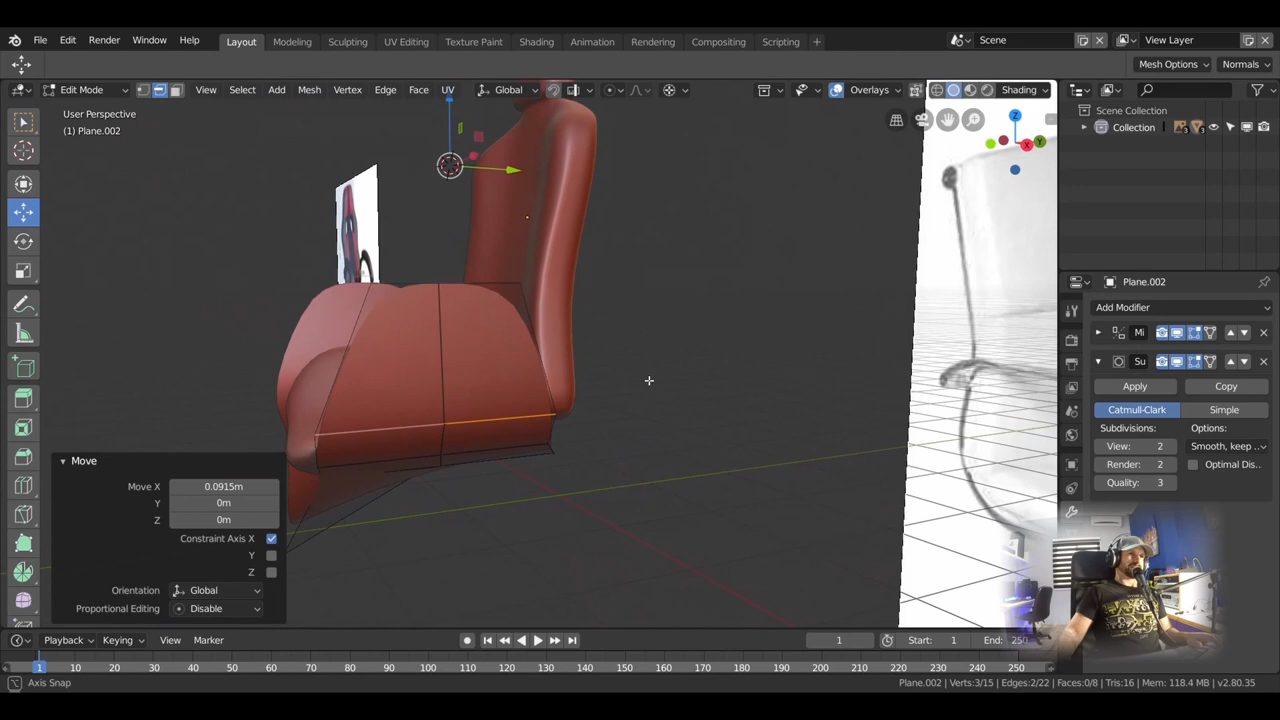 File Edit Render Window Help Layout Modeling Sculpting UV Editing Texture Paint Shading Animation Rendering Compositing Scripting + Scene View Layer
Mesh Options Normals
Edit Mode View Select Add Mesh Vertex Edge Face UV Global Overlays Shading
User Perspective
(1) Plane.002
Scene Collection
Collection 3 3
Z
X Y
Plane.002
Add Modifier
Mi
Su
Apply Copy
Catmull-Clark Simple
Subdivisions: Options:
View: 2 Smooth, keep ..
Render: 2 Optimal Dis..
Quality: 3
Move
Move X 0.0915m
Y 0m
Z 0m
Constraint Axis X
Y
Z
Orientation Global
Proportional Editing Disable
Playback Keying View Marker 1 Start: 1 End: 250
1 10 20 30 40 50 60 70 80 90 100 110 120 130 140 150 160 170 180 190 200 210 220 230 240 250
Axis Snap Plane.002 | Verts:3/15 | Edges:2/22 | Faces:0/8 | Tris:16 | Mem: 118.4 MB | v2.80.35